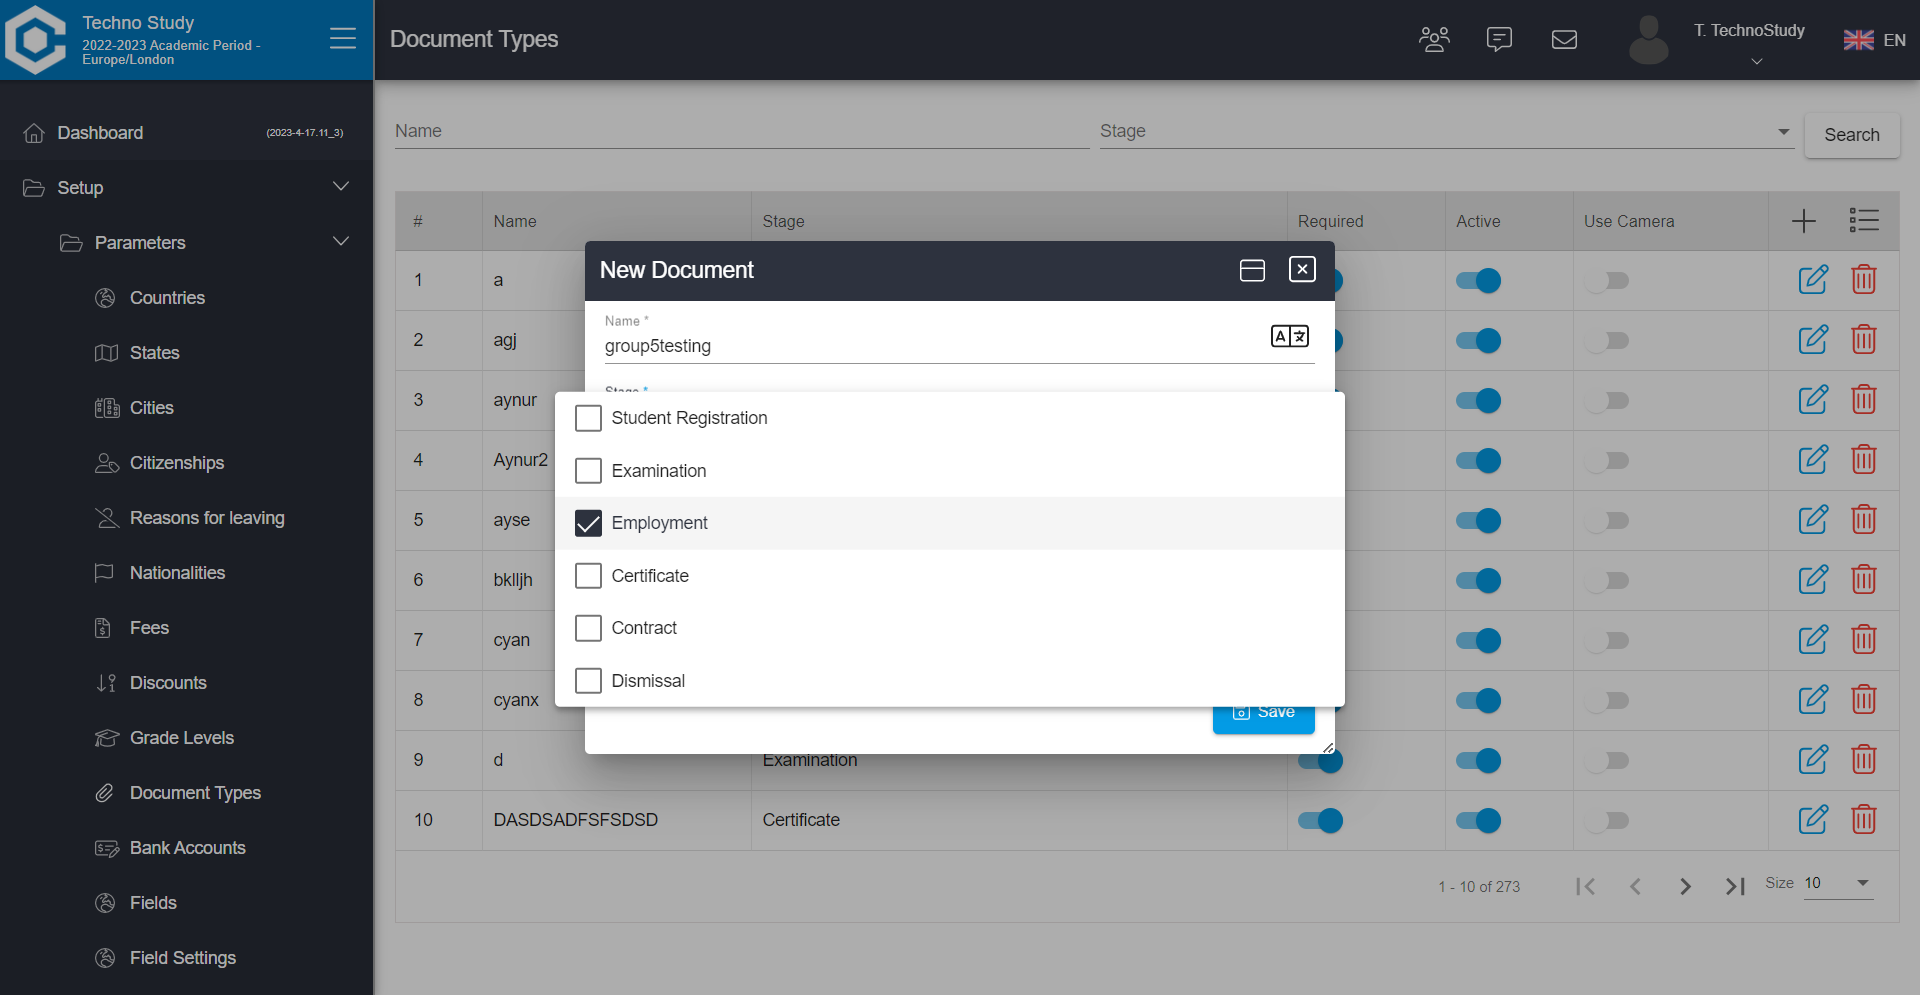 Techno Study
2022-2023 Academic Period -
Europe/London
Document Types
T. TechnoStudy
EN
Dashboard
(2023-4-17.11_3)
Setup
Parameters
Countries
States
Cities
Citizenships
Reasons for leaving
Nationalities
Fees
Discounts
Grade Levels
Document Types
Bank Accounts
Fields
Field Settings
Name
Stage
Search
# Name Stage Required Active Use Camera
1 a
2 agj
3 aynur
4 Aynur2
5 ayse
6 bklljh
7 cyan
8 cyanx
9 d Examination
10 DASDSADFSFSDSD Certificate
1 - 10 of 273
Size 10
New Document
Name *
group5testing
Stage *
Student Registration
Examination
Employment
Certificate
Contract
Dismissal
Save